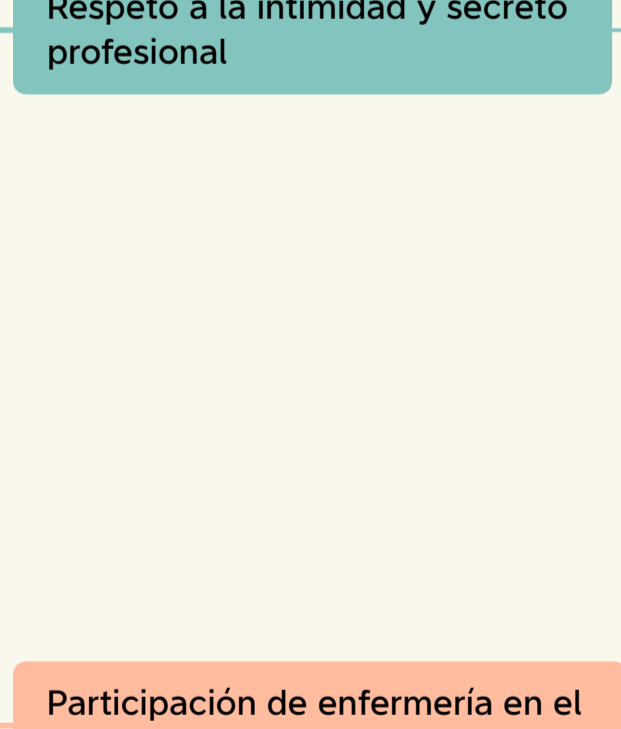 Respeto a la intimidad y secreto
profesional
Participación de enfermería en el